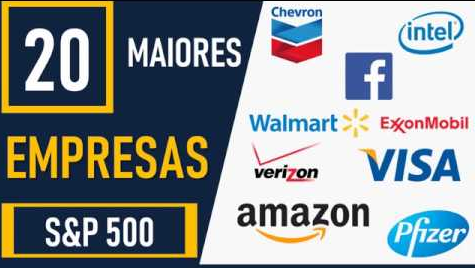 20
MAIORES
EMPRESAS
S&P 500
Chevron
intel
f
Walmart
ExxonMobil
verizon
VISA
amazon
Pfizer